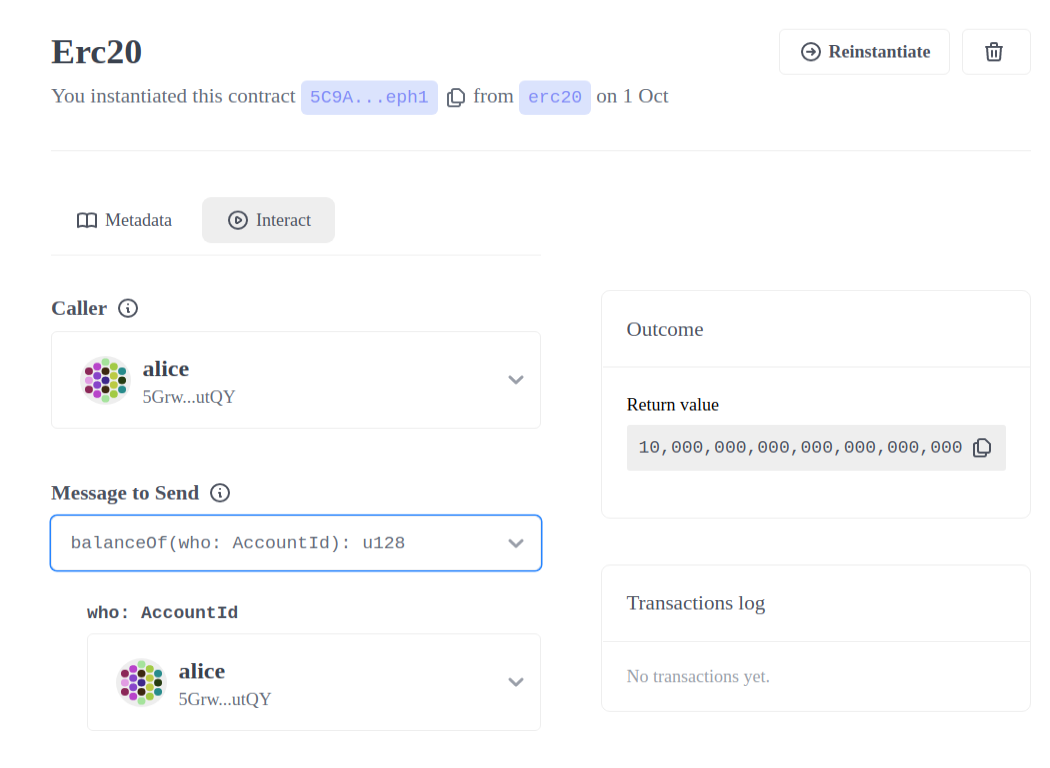 Erc20
Reinstantiate
You instantiated this contract 5C9A...eph1 from erc20 on 1 Oct
Metadata
Interact
Caller
alice
5Grw...utQY
Message to Send
balanceOf(who: AccountId): u128
who: AccountId
alice
5Grw...utQY
Outcome
Return value
10,000,000,000,000,000,000,000
Transactions log
No transactions yet.